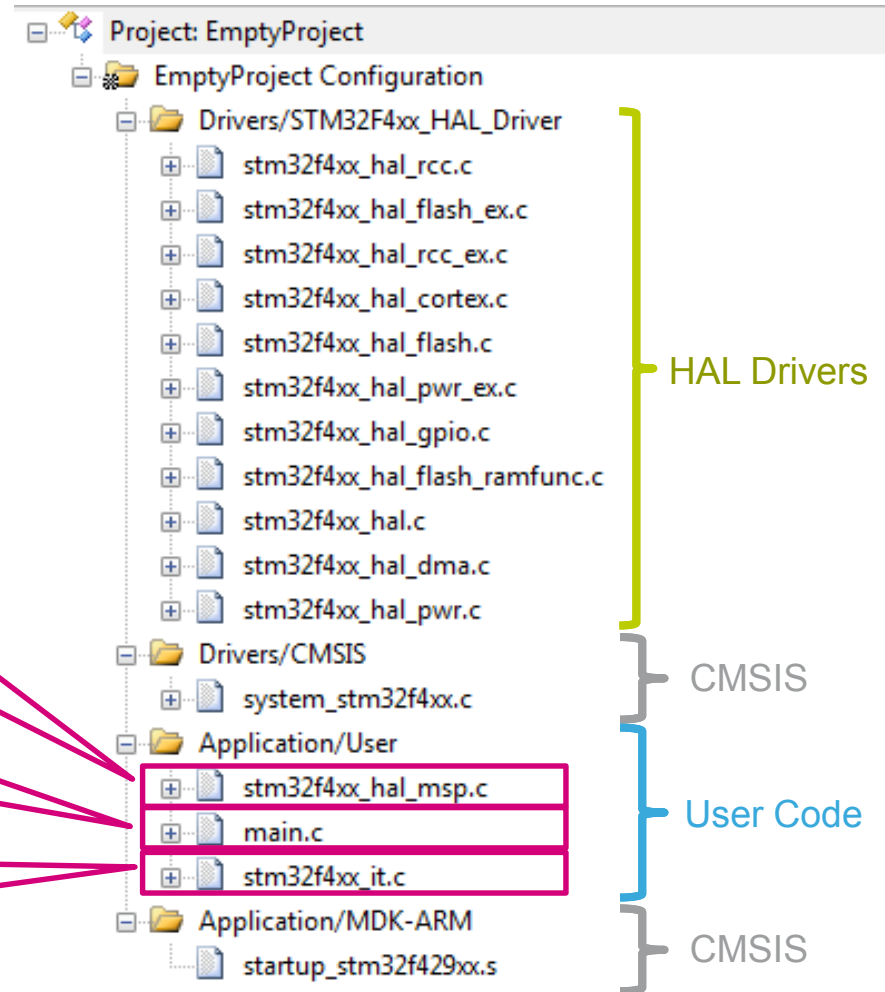 Project: EmptyProject
EmptyProject Configuration
Drivers/STM32F4xx_HAL_Driver
stm32f4xx_hal_rcc.c
stm32f4xx_hal_flash_ex.c
stm32f4xx_hal_rcc_ex.c
stm32f4xx_hal_cortex.c
stm32f4xx_hal_flash.c
stm32f4xx_hal_pwr_ex.c
HAL Drivers
stm32f4xx_hal_gpio.c
stm32f4xx_hal_flash_ramfunc.c
stm32f4xx_hal.c
stm32f4xx_hal_dma.c
stm32f4xx_hal_pwr.c
Drivers/CMSIS
CMSIS
system_stm32f4xx.c
Application/User
stm32f4xx_hal_msp.c
User Code
main.c
stm32f4xx_it.c
Application/MDK-ARM
CMSIS
startup_stm32f429xx.s